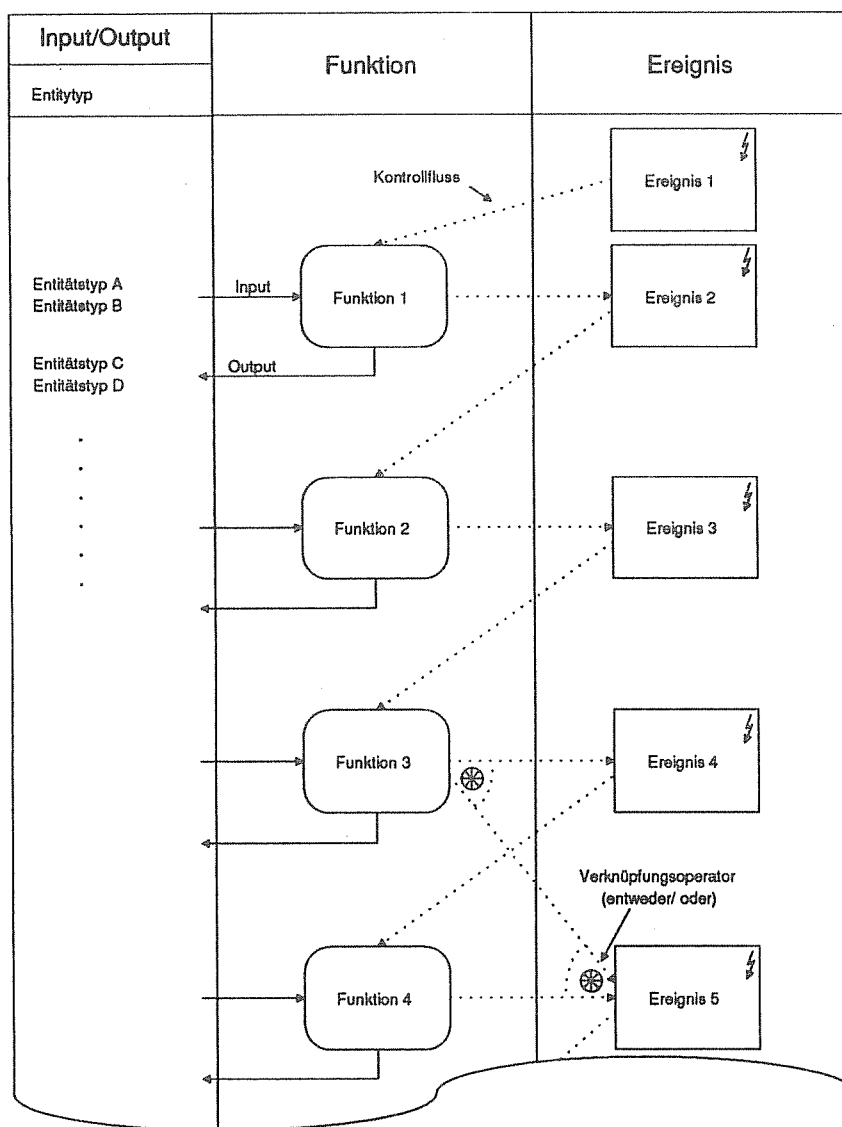 Input/Output
Funktion
Ereignis
Entitytyp
Ereignis 1
Kontrollfluss
Entitätstyp A
Entitätstyp B
Input
Funktion 1
Ereignis 2
Entitätstyp C
Entitätstyp D
Output
Funktion 2
Ereignis 3
Funktion 3
Ereignis 4
Verknüpfungsoperator
(entweder/ oder)
Funktion 4
Ereignis 5